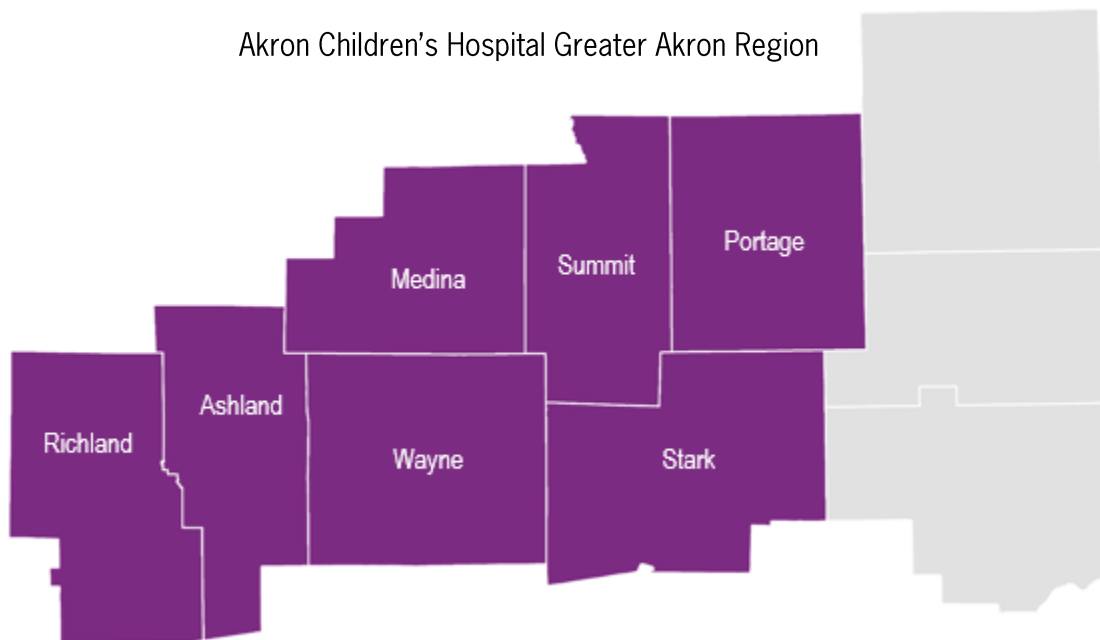 Akron Children's Hospital Greater Akron Region
Portage
Summit
Medina
Ashland
Richland
Wayne
Stark